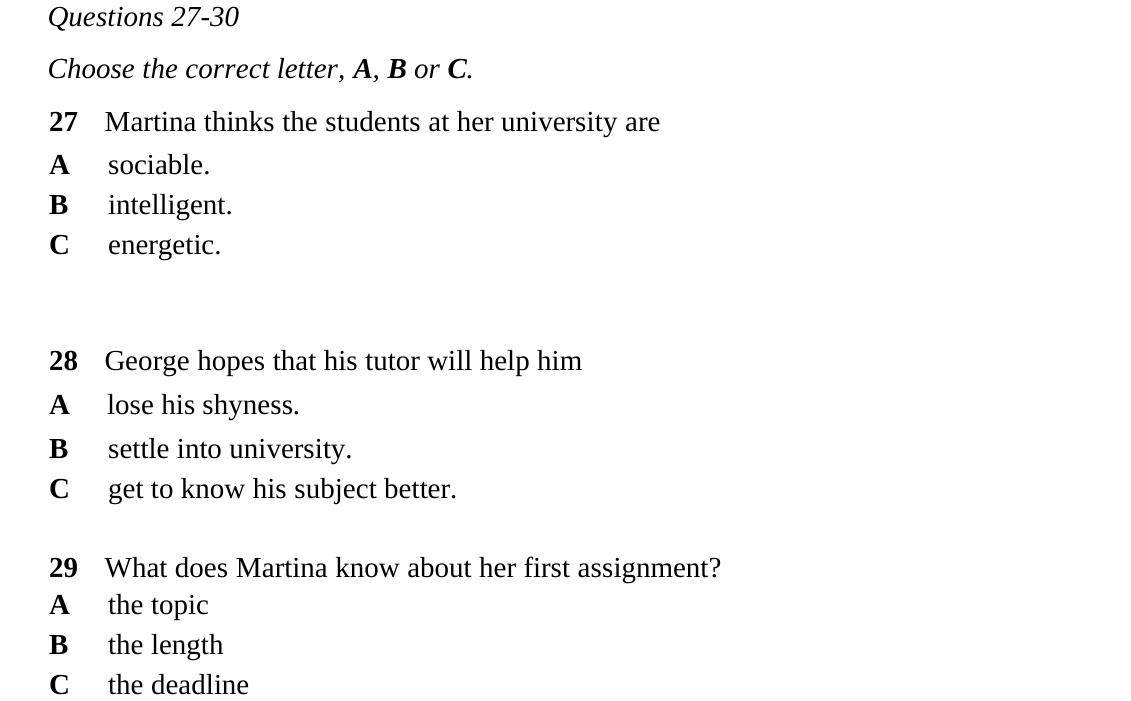 Questions 27-30
Choose the correct letter, A, B or C.
27 Martina thinks the students at her university are
A sociable.
B intelligent.
C energetic.
28 George hopes that his tutor will help him
A lose his shyness.
B settle into university.
C get to know his subject better.
29 What does Martina know about her first assignment?
A the topic
B the length
C the deadline